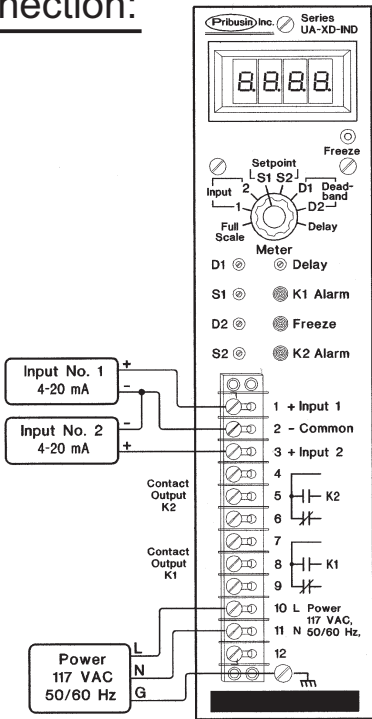 nection:
Pribusin Inc.
Series
UA-XD-IND
8.8.8.8.
Freeze
Setpoint
S1 S2
Input
2
1
D1 Dead-
band
D2
Full
Scale
Delay
Meter
D1 Delay
S1 K1 Alarm
D2 Freeze
S2 K2 Alarm
Input No. 1
4-20 mA
+
-
Input No. 2
4-20 mA
-
+
1 + Input 1
2 - Common
3 + Input 2
Contact
Output
K2
4
5
K2
6
Contact
Output
K1
7
8
K1
9
10 L Power
117 VAC,
11 N 50/60 Hz,
12
Power
117 VAC
50/60 Hz
L
N
G